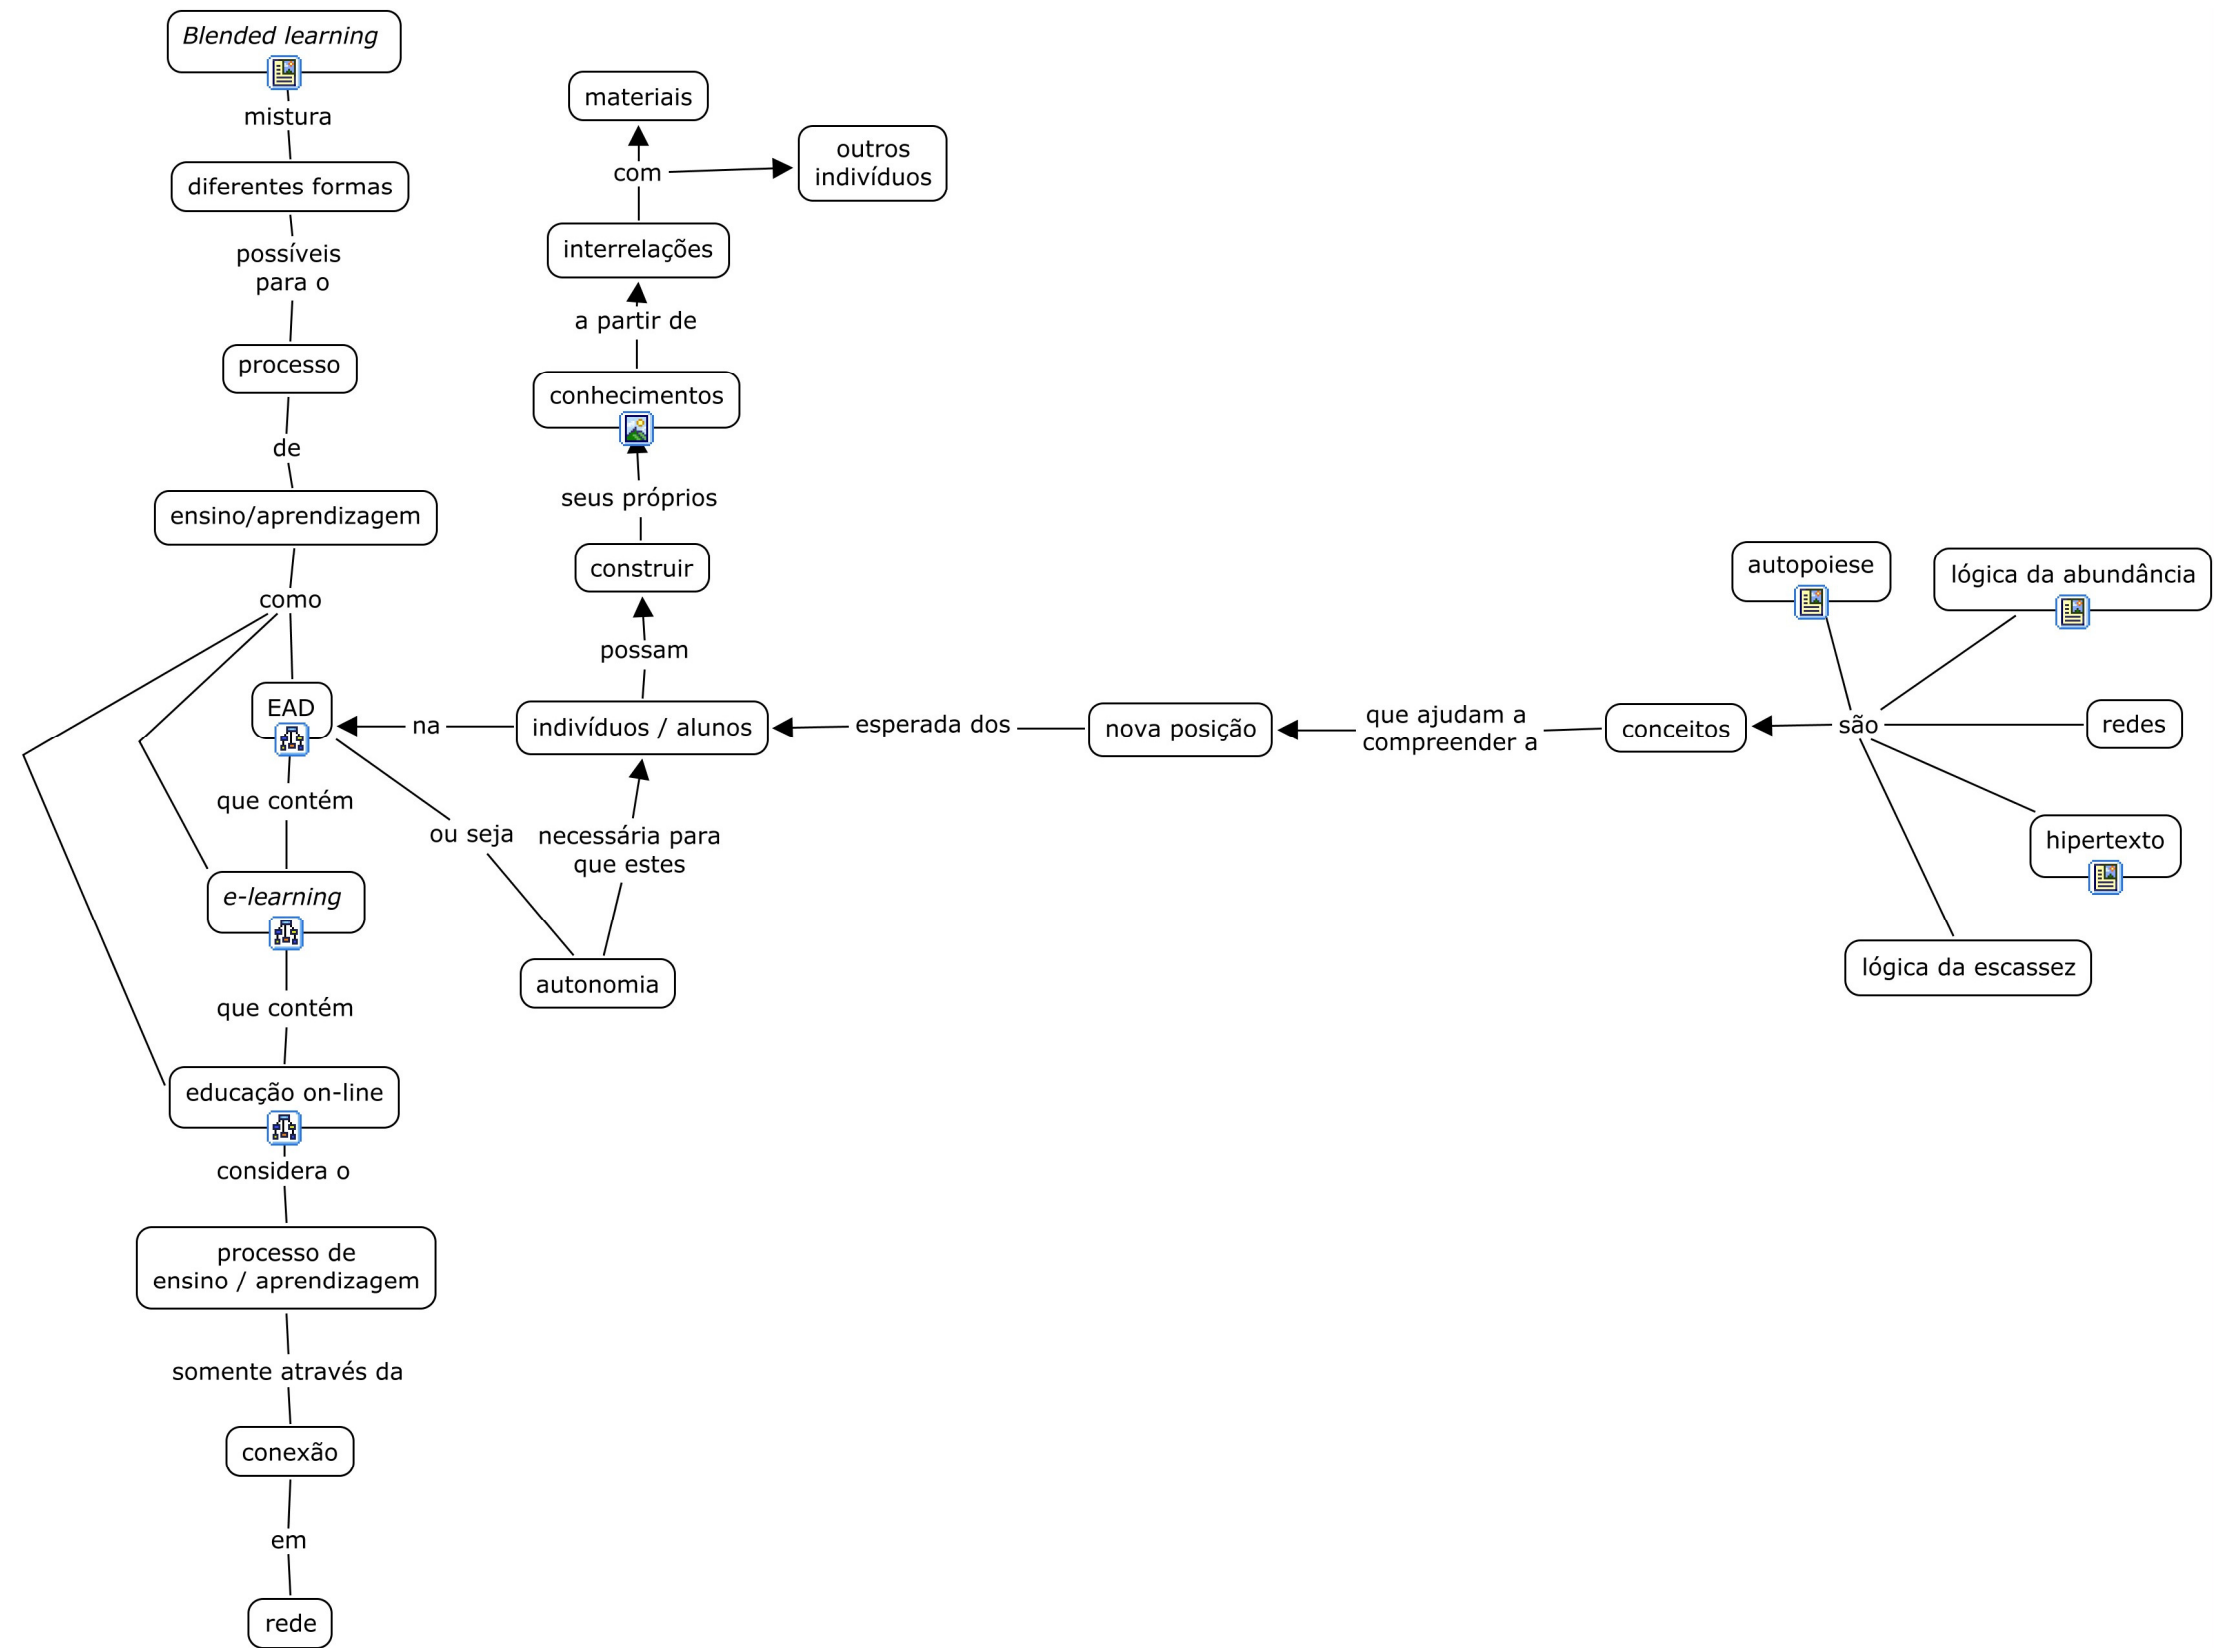 Blended learning
mistura
diferentes formas
possíveis
para o
processo
de
ensino/aprendizagem
como
EAD
que contém
e-learning
que contém
educação on-line
considera o
processo de
ensino / aprendizagem
somente através da
conexão
em
rede
materiais
outros
indivíduos
com
interrelações
a partir de
conhecimentos
seus próprios
construir
possam
na
indivíduos / alunos
ou seja
necessária para
que estes
autonomia
esperada dos
nova posição
que ajudam a
compreender a
conceitos
são
autopoiese
lógica da abundância
redes
hipertexto
lógica da escassez